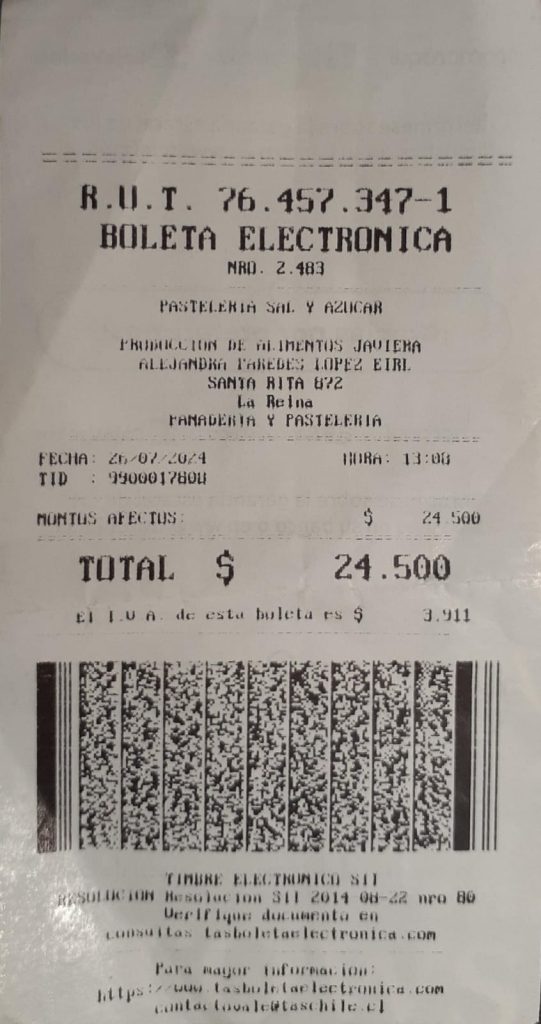 R.U.T. 76.457.347-1
BOLETA ELECTRONICA
NRO. 2.483
PASTELERIA SAL Y AZUCAR
PRODUCCION DE ALIMENTOS JAVIERA
ALEJANDRA PAREDES LOPEZ EIRL
SANTA RITA 872
La Reina
PANADERIA Y PASTELERIA
FECHA: 26/07/2024 HORA: 13:08
TID : 9900017808
MONTOS AFECTOS: $ 24.500
TOTAL $ 24.500
El I.V.A. de esta boleta es $ 3.911
TIMBRE ELECTRONICO SII
RESOLUCION Resolucion SII 2014-08-22 nro 80
Verifique documento en
consultas.tasboletaelectronica.com
Para mayor informacion:
https://www.tasboletaelectronica.com
contactovale@taschile.cl